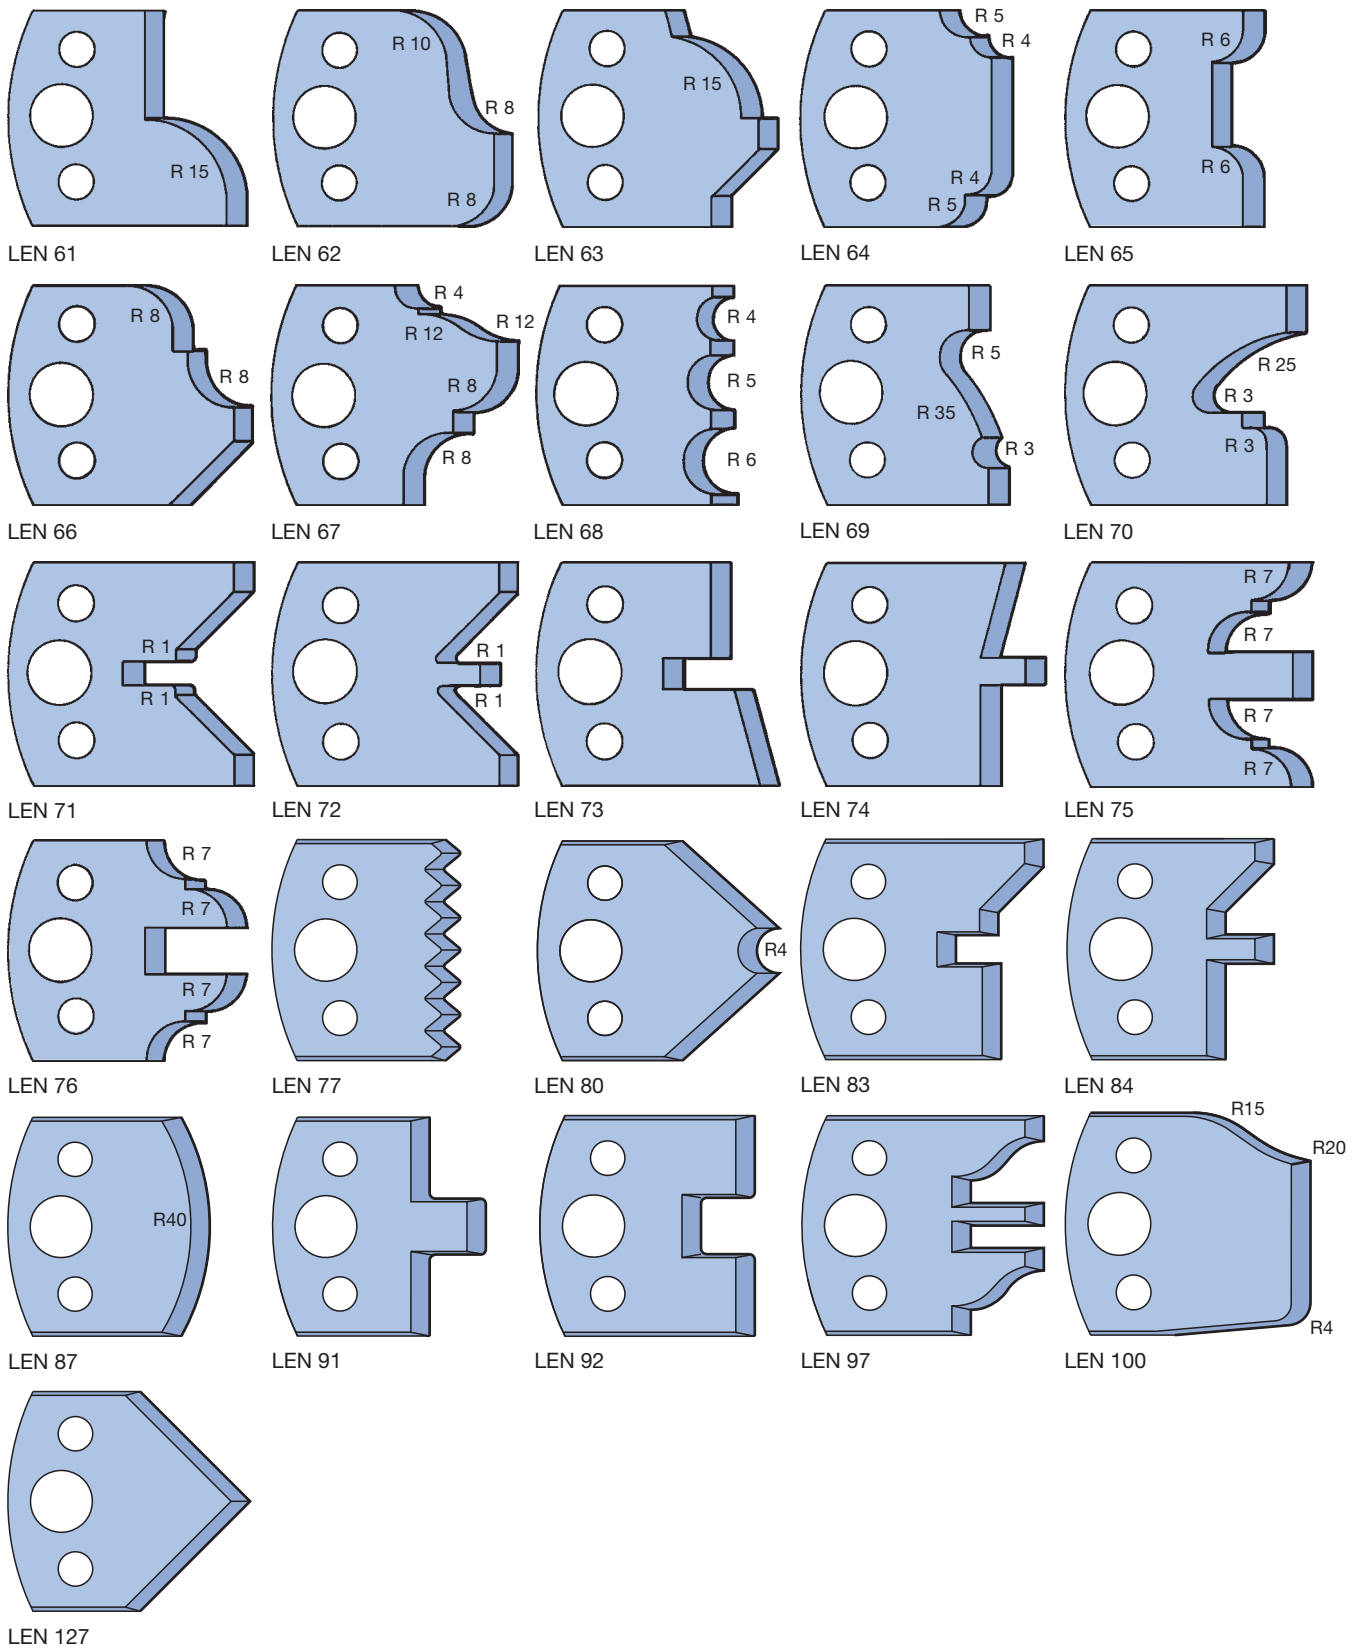 R 15
LEN 61
R 10
R 8
R 8
LEN 62
R 15
LEN 63
R 5
R 4
R 4
R 5
LEN 64
R 6
R 6
LEN 65
R 8
R 8
LEN 66
R 4
R 12
R 12
R 8
R 8
LEN 67
R 4
R 5
R 6
LEN 68
R 5
R 35
R 3
LEN 69
R 25
R 3
R 3
LEN 70
R 1
R 1
LEN 71
R 1
R 1
LEN 72
LEN 73
LEN 74
R 7
R 7
R 7
R 7
LEN 75
R 7
R 7
R 7
R 7
LEN 76
LEN 77
R4
LEN 80
LEN 83
LEN 84
R40
LEN 87
LEN 91
LEN 92
LEN 97
R15
R20
R4
LEN 100
LEN 127